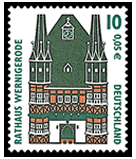 RATHAUS WERNIGERODE
10
0,05€
DEUTSCHLAND